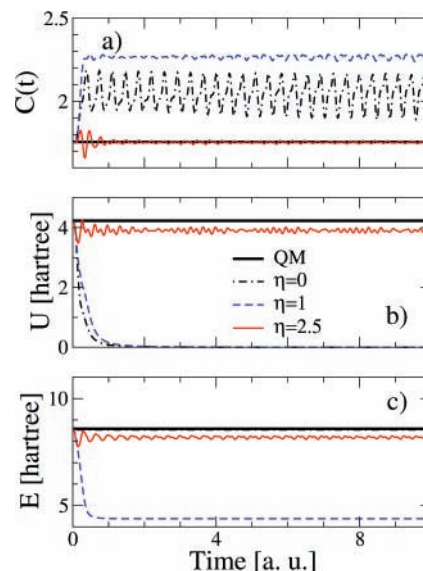 a)
2.5
2
C(t)
4
2
0
U [hartree]
QM
η=0
η=1
η=2.5
b)
c)
10
5
E [hartree]
0
4
8
Time [a. u.]